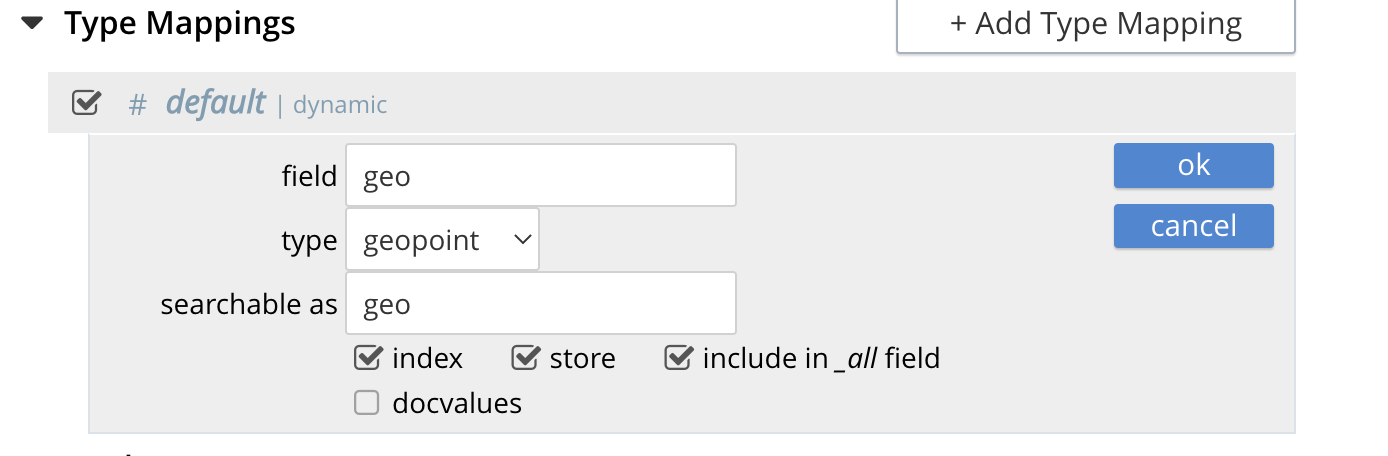 Type Mappings
+ Add Type Mapping
# default | dynamic
field geo
ok
type geopoint
cancel
searchable as geo
index store include in _all field
docvalues